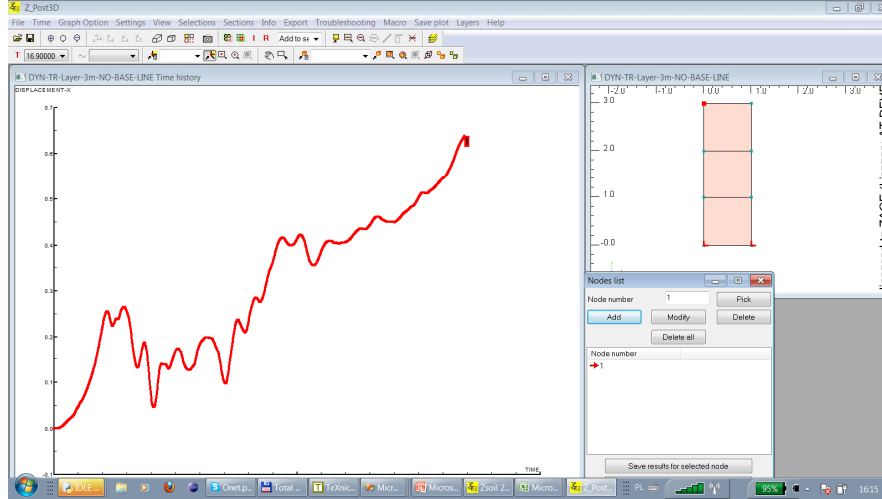 Z_Post3D
File Time Graph Option Settings View Selections Sections Info Export Troubleshooting Macro Save plot Layers Help
I R Add to se
T 16.90000
DYN-TR-Layer-3m-NO-BASE-LINE Time history
DISPLACEMENT-X
0.7
0.6
0.5
0.4
0.3
0.2
0.1
0.0
-0.1
TIME
DYN-TR-Layer-3m-NO-BASE-LINE
-2.0 -1.0 0.0 1.0 2.0 3.0
3.0
2.0
1.0
-0.0
Nodes list
Node number 1 Pick
Add Modify Delete
Delete all
Node number
1
Save results for selected node
IDLE... Onet.p... Total ... TeXnic... Micr... Micros... Zsoil 2... Micro... Z_Post... PL 95% 16:15